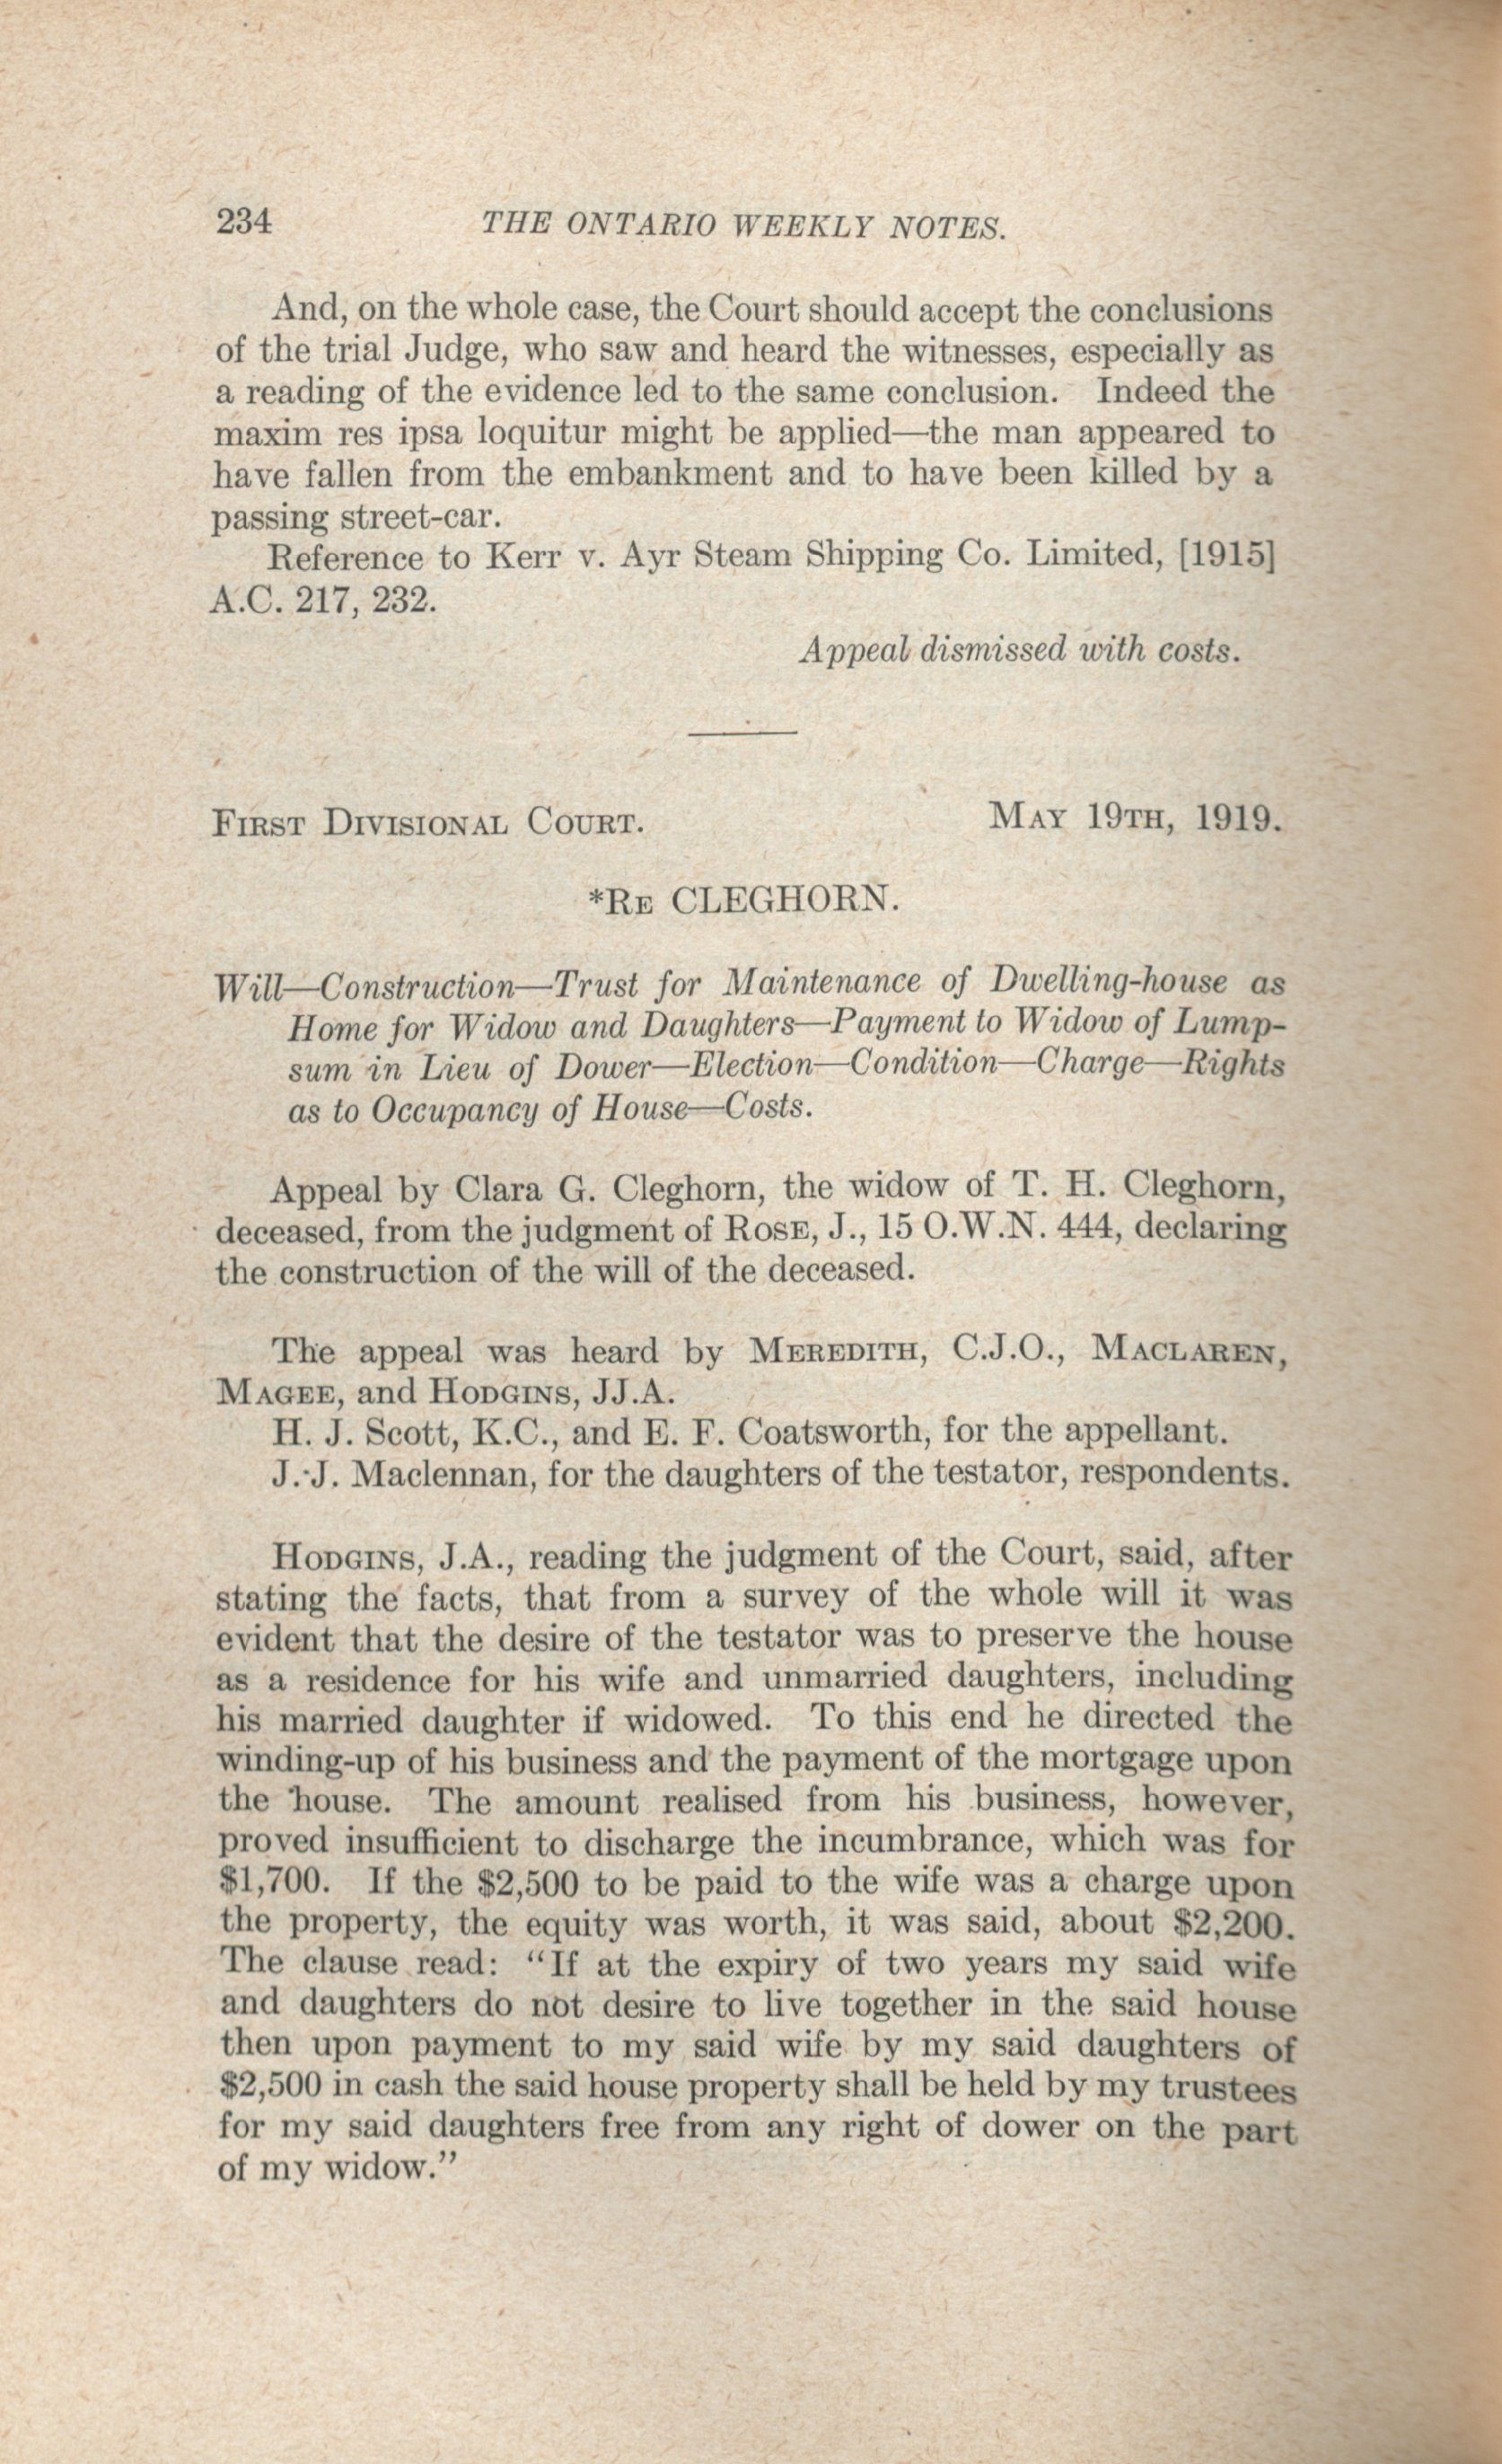 234 THE ONTARIO WEEKLY NOTES.
And, on the whole case, the Court should accept the conclusions
of the trial Judge, who saw and heard the witnesses, especially as
a reading of the evidence led to the same conclusion. Indeed the
maxim res ipsa loquitur might be applied—the man appeared to
have fallen from the embankment and to have been killed by a
passing street-car.
Reference to Kerr v. Ayr Steam Shipping Co. Limited, [1915]
A.C. 217, 232.
Appeal dismissed with costs.
First Divisional Court. May 19th, 1919.
*Re CLEGHORN.
Will—Construction—Trust for Maintenance of Dwelling-house as
Home for Widow and Daughters—Payment to Widow of Lump-
sum in Lieu of Dower—Election—Condition—Charge—Rights
as to Occupancy of House—Costs.
Appeal by Clara G. Cleghorn, the widow of T. H. Cleghorn,
deceased, from the judgment of Rose, J., 15 O.W.N. 444, declaring
the construction of the will of the deceased.
The appeal was heard by Meredith, C.J.O., Maclaren,
Magee, and Hodgins, JJ.A.
H. J. Scott, K.C., and E. F. Coatsworth, for the appellant.
J. J. Maclennan, for the daughters of the testator, respondents.
Hodgins, J.A., reading the judgment of the Court, said, after
stating the facts, that from a survey of the whole will it was
evident that the desire of the testator was to preserve the house
as a residence for his wife and unmarried daughters, including
his married daughter if widowed. To this end he directed the
winding-up of his business and the payment of the mortgage upon
the house. The amount realised from his business, however,
proved insufficient to discharge the incumbrance, which was for
$1,700. If the $2,500 to be paid to the wife was a charge upon
the property, the equity was worth, it was said, about $2,200.
The clause read: "If at the expiry of two years my said wife
and daughters do not desire to live together in the said house
then upon payment to my said wife by my said daughters of
$2,500 in cash the said house property shall be held by my trustees
for my said daughters free from any right of dower on the part
of my widow."